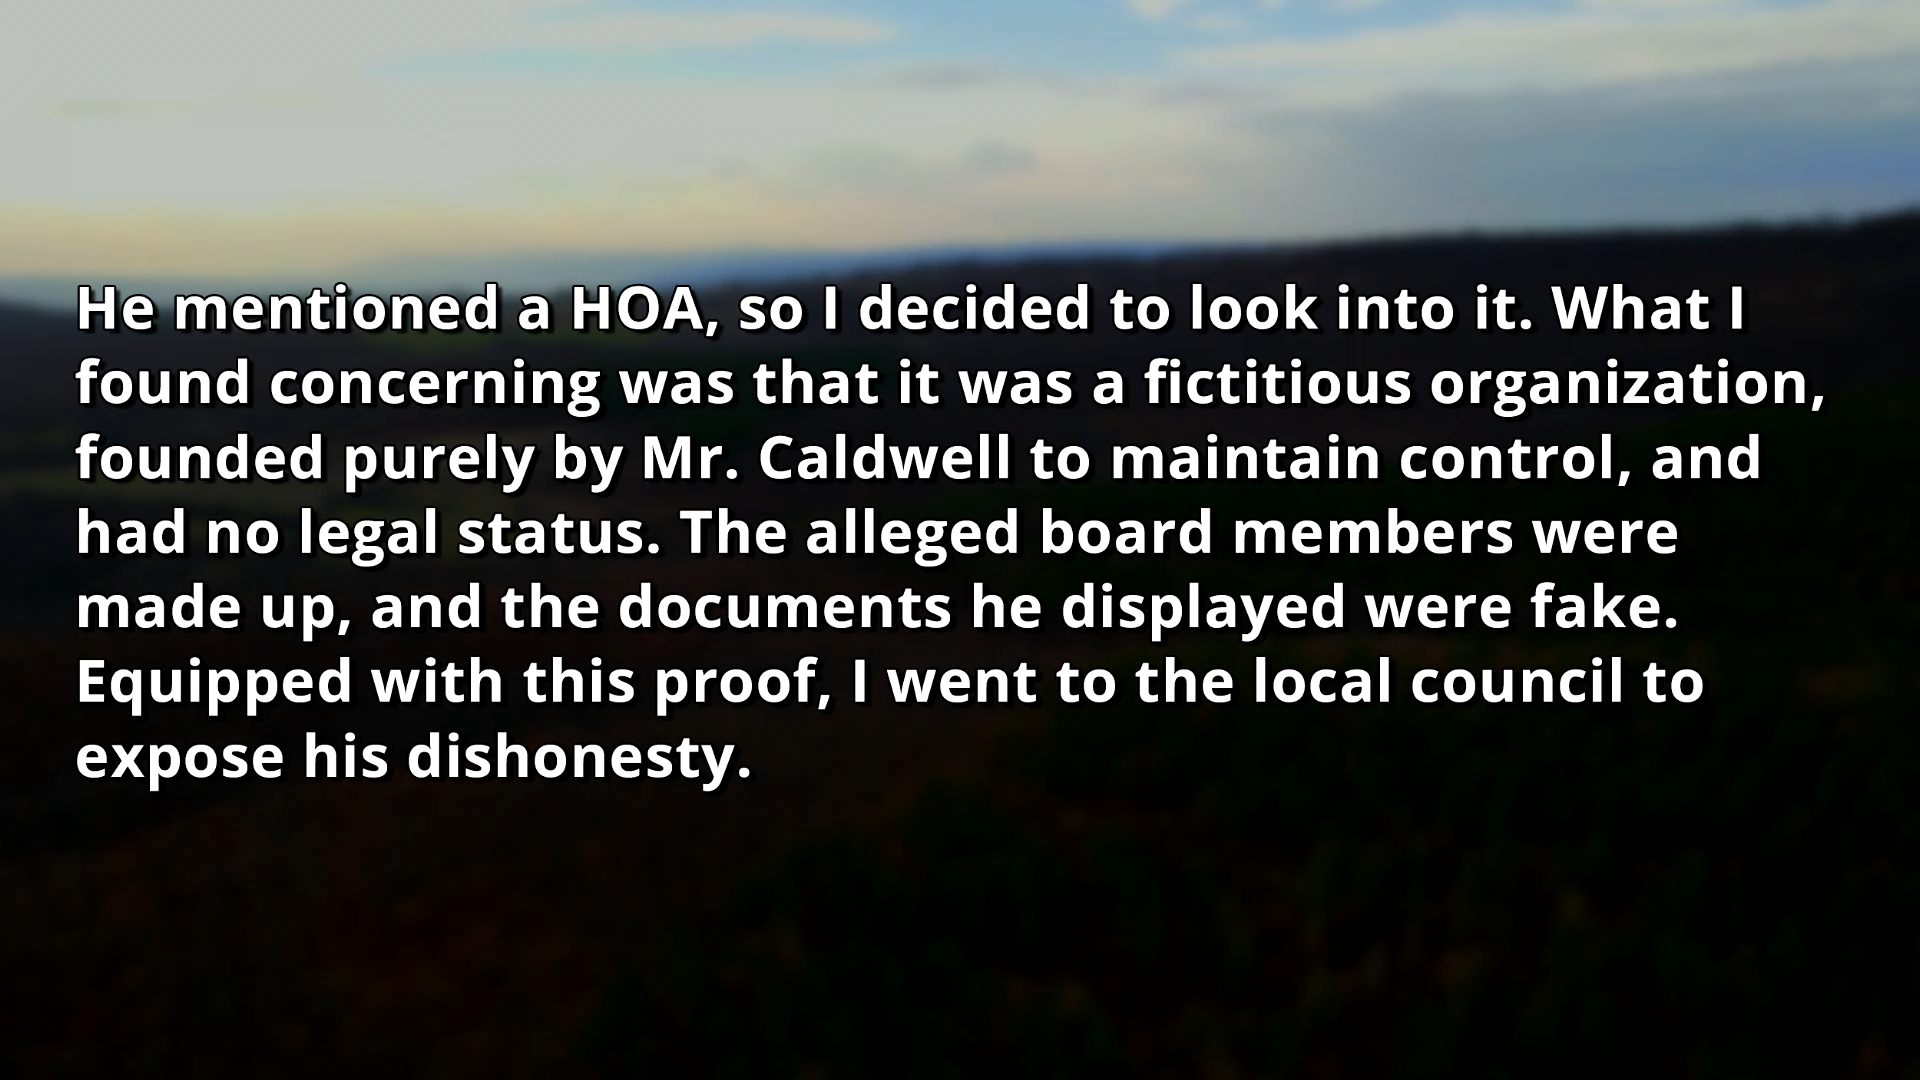 He mentioned a HOA, so I decided to look into it. What I
found concerning was that it was a fictitious organization,
founded purely by Mr. Caldwell to maintain control, and
had no legal status. The alleged board members were
made up, and the documents he displayed were fake.
Equipped with this proof, I went to the local council to
expose his dishonesty.